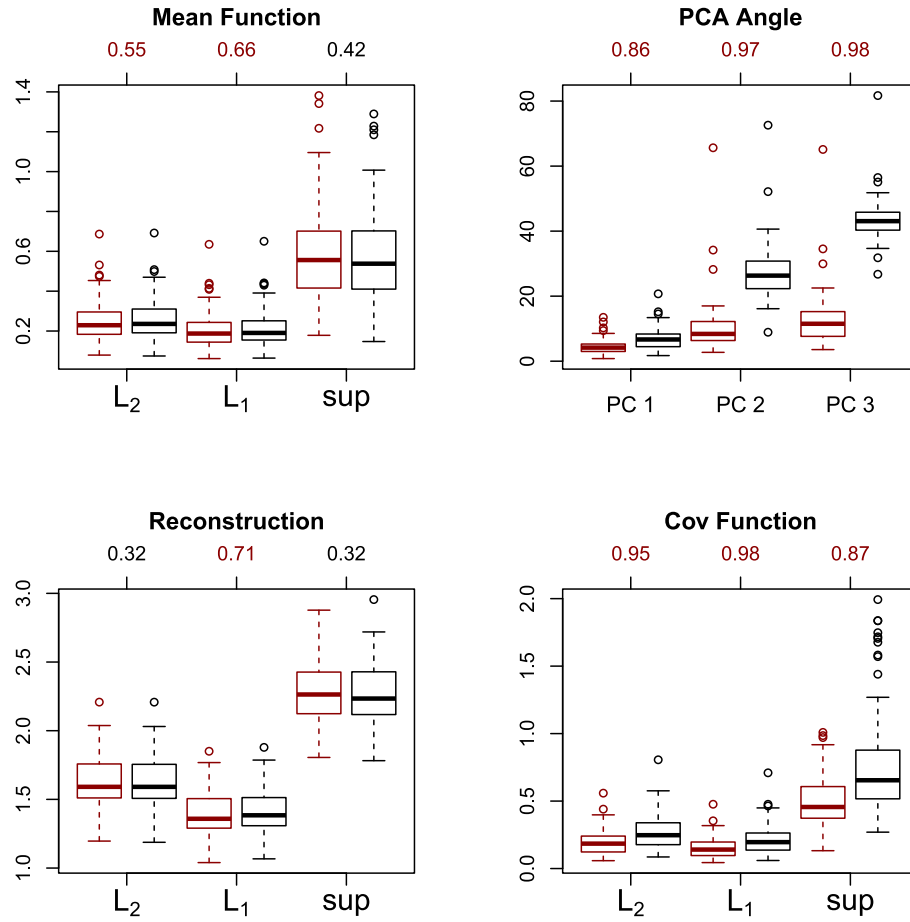 Mean Function
0.55 0.66 0.42
1.4
1.0
0.6
0.2
L2 L1 sup
PCA Angle
0.86 0.97 0.98
80
60
40
20
0
PC 1 PC 2 PC 3
Reconstruction
0.32 0.71 0.32
3.0
2.5
2.0
1.5
1.0
L2 L1 sup
Cov Function
0.95 0.98 0.87
2.0
1.5
1.0
0.5
0.0
L2 L1 sup